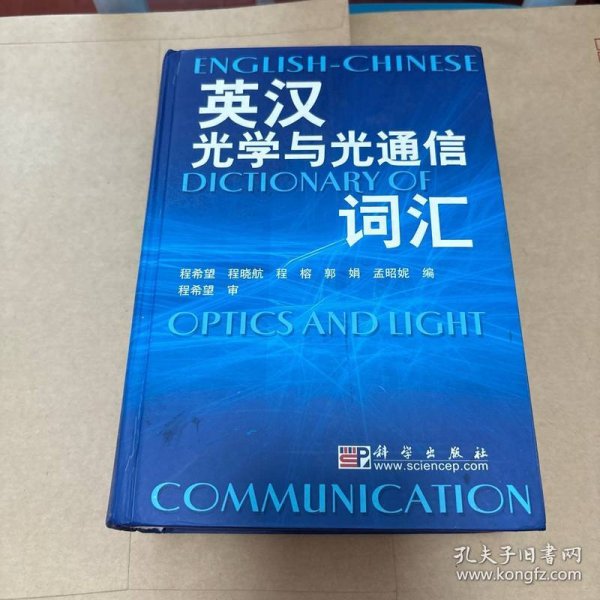 ENGLISH-CHINESE
英汉
光学与光通信
DICTIONARY OF
词汇
程希望 程晓航 程 榕 郭 娟 孟昭妮 编
程希望 审
OPTICS AND LIGHT
科学出版社
www.sciencep.com
COMMUNICATION
孔夫子旧书网
www.kongfz.com